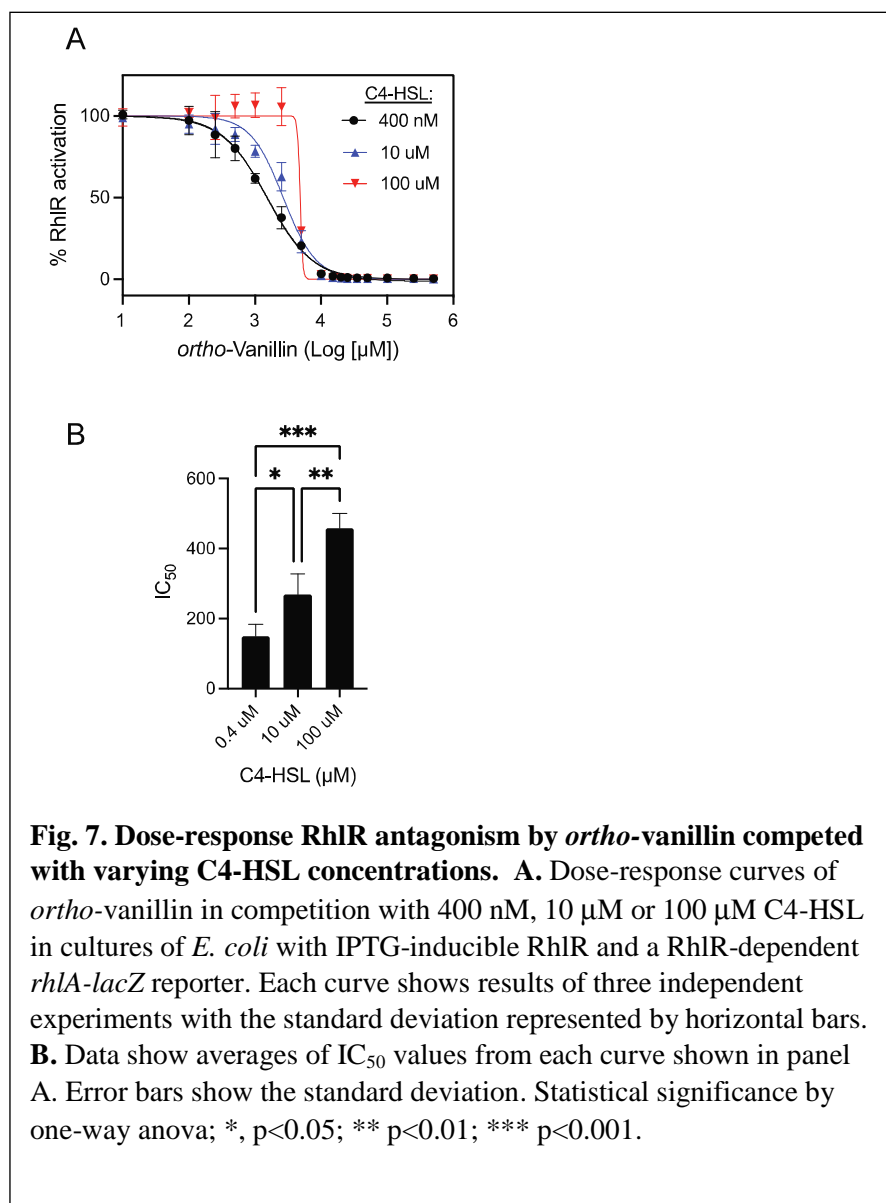 A
C4-HSL:
400 nM
10 uM
100 uM
100
50
0
% RhlR activation
1 2 3 4 5 6
ortho-Vanillin (Log [µM])
B
***
* **
600
400
200
0
IC50
0.4 uM
10 uM
100 uM
C4-HSL (µM)
Fig. 7. Dose-response RhlR antagonism by ortho-vanillin competed
with varying C4-HSL concentrations. A. Dose-response curves of
ortho-vanillin in competition with 400 nM, 10 µM or 100 µM C4-HSL
in cultures of E. coli with IPTG-inducible RhlR and a RhlR-dependent
rhlA-lacZ reporter. Each curve shows results of three independent
experiments with the standard deviation represented by horizontal bars.
B. Data show averages of IC50 values from each curve shown in panel
A. Error bars show the standard deviation. Statistical significance by
one-way anova; *, p<0.05; ** p<0.01; *** p<0.001.